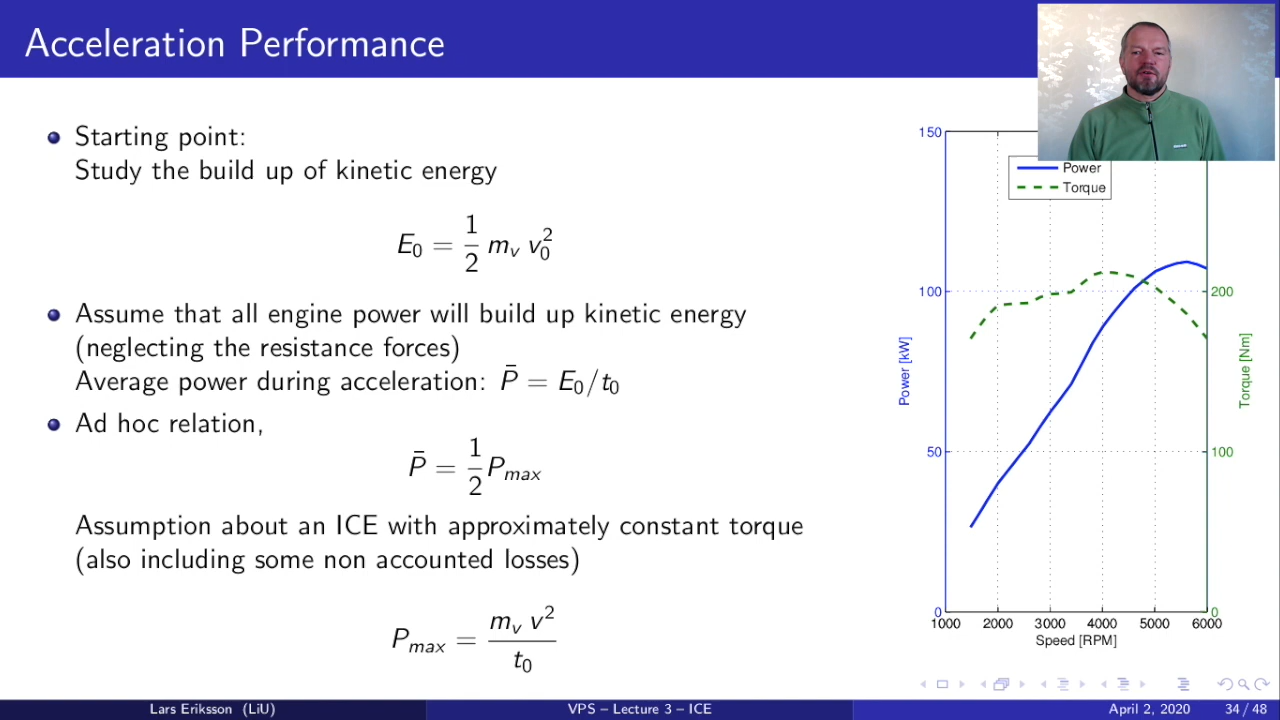 Acceleration Performance
Starting point:
Study the build up of kinetic energy
E₀ = 1/2 mᵥ v₀²
Assume that all engine power will build up kinetic energy
(neglecting the resistance forces)
Average power during acceleration: P̄ = E₀/t₀
Ad hoc relation,
P̄ = 1/2 Pₘₐₓ
Assumption about an ICE with approximately constant torque
(also including some non accounted losses)
Pₘₐₓ = mᵥ v² / t₀
Power
Torque
150
100
50
0
Power [kW]
200
100
0
Torque [Nm]
1000 2000 3000 4000 5000 6000
Speed [RPM]
Lars Eriksson (LiU)
VPS – Lecture 3 – ICE
April 2, 2020
34 / 48